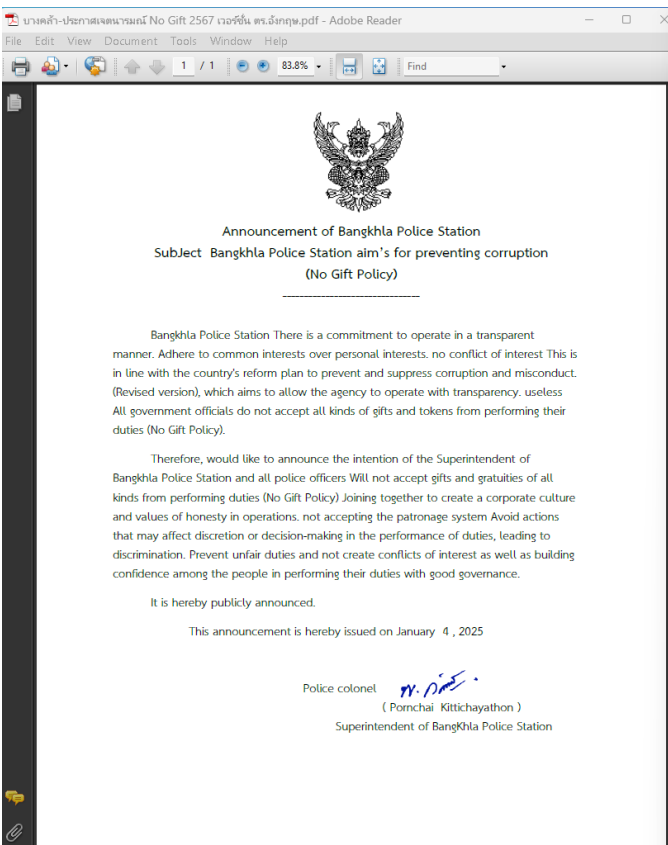 บางคล้า-ประกาศเจตนารมณ์ No Gift 2567 เวอร์ชั่น ตร.อังกฤษ.pdf - Adobe Reader
File Edit View Document Tools Window Help
1 / 1 83.8% Find
Announcement of Bangkhla Police Station
SubJect Bangkhla Police Station aim's for preventing corruption
(No Gift Policy)
--------------------------------
Bangkhla Police Station There is a commitment to operate in a transparent
manner. Adhere to common interests over personal interests. no conflict of interest This is
in line with the country's reform plan to prevent and suppress corruption and misconduct.
(Revised version), which aims to allow the agency to operate with transparency. useless
All government officials do not accept all kinds of gifts and tokens from performing their
duties (No Gift Policy).
Therefore, would like to announce the intention of the Superintendent of
Bangkhla Police Station and all police officers Will not accept gifts and gratuities of all
kinds from performing duties (No Gift Policy) Joining together to create a corporate culture
and values of honesty in operations. not accepting the patronage system Avoid actions
that may affect discretion or decision-making in the performance of duties, leading to
discrimination. Prevent unfair duties and not create conflicts of interest as well as building
confidence among the people in performing their duties with good governance.
It is hereby publicly announced.
This announcement is hereby issued on January 4 , 2025
Police colonel
( Pornchai Kittichayathon )
Superintendent of BangKhla Police Station